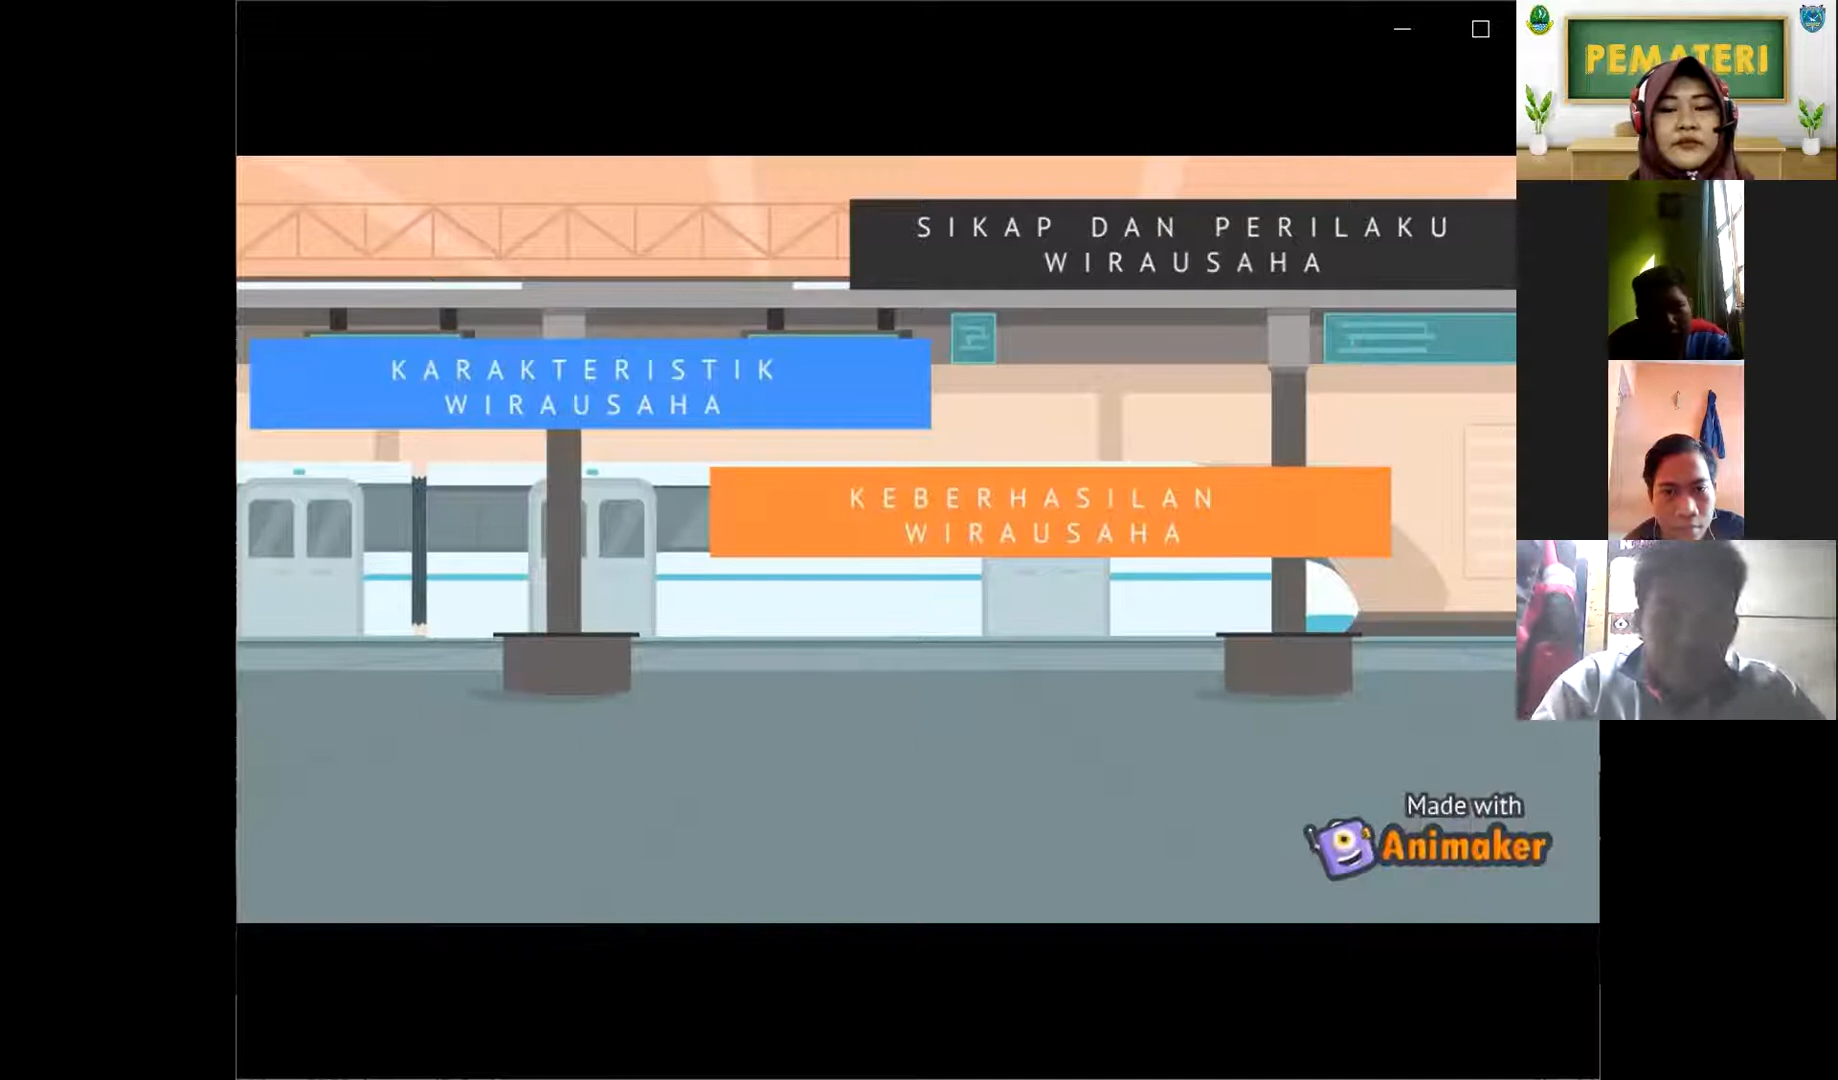 PEMATERI
SIKAP DAN PERILAKU
WIRAUSAHA
KARAKTERISTIK
WIRAUSAHA
KEBERHASILAN
WIRAUSAHA
Made with
Animaker